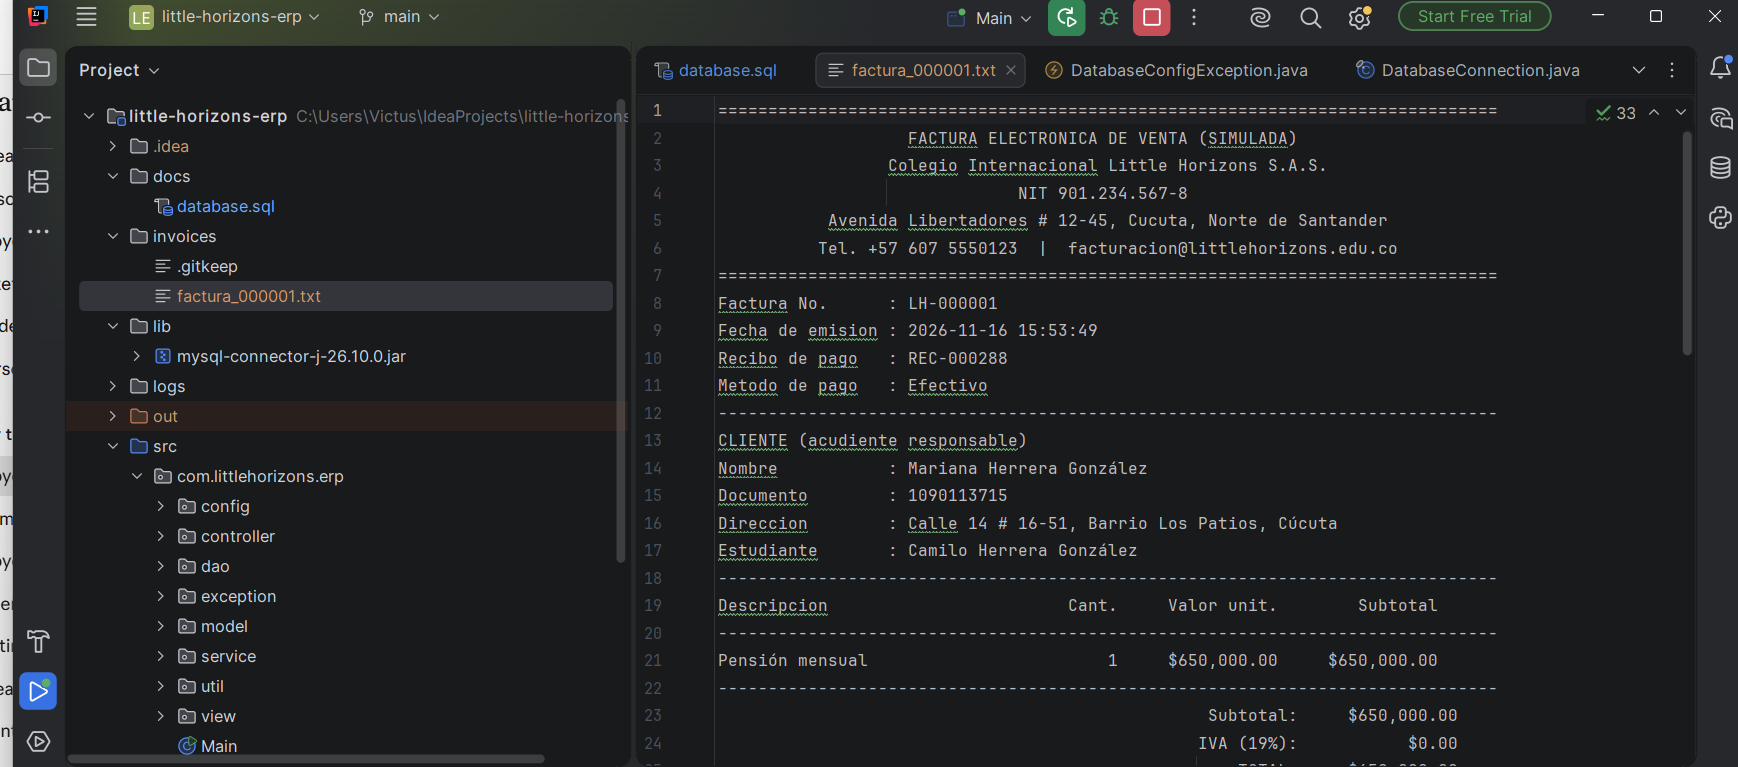 LE little-horizons-erp main Main Start Free Trial
Project
little-horizons-erp C:\Users\Victus\IdeaProjects\little-horizons
.idea
docs
database.sql
invoices
.gitkeep
factura_000001.txt
lib
mysql-connector-j-26.10.0.jar
logs
out
src
com.littlehorizons.erp
config
controller
dao
exception
model
service
util
view
Main
database.sql factura_000001.txt DatabaseConfigException.java DatabaseConnection.java
33
1 ==============================================================================
2 FACTURA ELECTRONICA DE VENTA (SIMULADA)
3 Colegio Internacional Little Horizons S.A.S.
4 NIT 901.234.567-8
5 Avenida Libertadores # 12-45, Cucuta, Norte de Santander
6 Tel. +57 607 5550123 | facturacion@littlehorizons.edu.co
7 ==============================================================================
8 Factura No. : LH-000001
9 Fecha de emision : 2026-11-16 15:53:49
10 Recibo de pago : REC-000288
11 Metodo de pago : Efectivo
12 ------------------------------------------------------------------------------
13 CLIENTE (acudiente responsable)
14 Nombre : Mariana Herrera González
15 Documento : 1090113715
16 Direccion : Calle 14 # 16-51, Barrio Los Patios, Cúcuta
17 Estudiante : Camilo Herrera González
18 ------------------------------------------------------------------------------
19 Descripcion Cant. Valor unit. Subtotal
20 ------------------------------------------------------------------------------
21 Pensión mensual 1 $650,000.00 $650,000.00
22 ------------------------------------------------------------------------------
23 Subtotal: $650,000.00
24 IVA (19%): $0.00